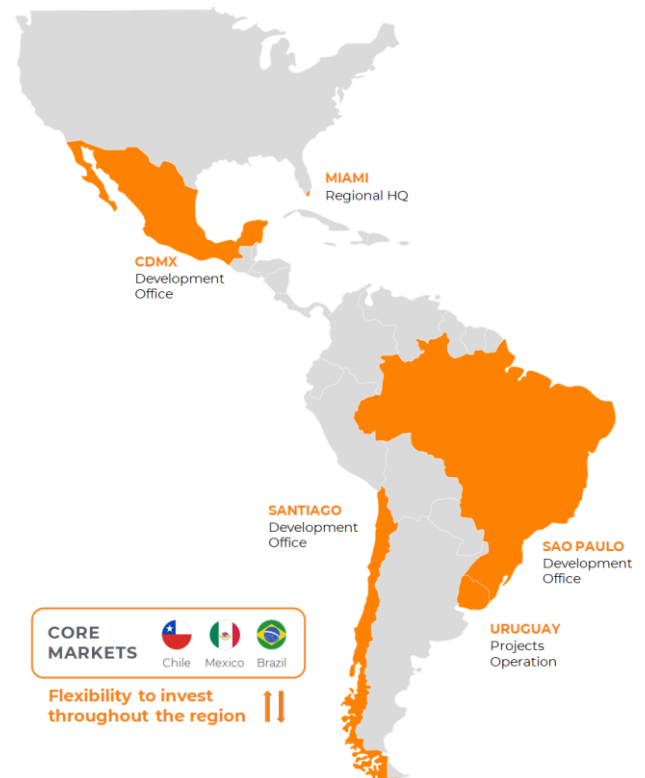 MIAMI
Regional HQ
CDMX
Development
Office
SANTIAGO
Development
Office
SAO PAULO
Development
Office
URUGUAY
Projects
Operation
CORE
MARKETS
Chile Mexico Brazil
Flexibility to invest
throughout the region